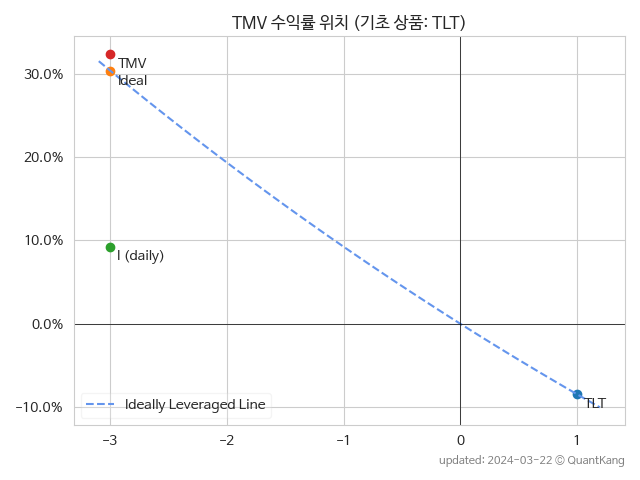 TMV 수익률 위치 (기초 상품: TLT)
30.0%
20.0%
10.0%
0.0%
−10.0%
TMV
Ideal
I (daily)
TLT
Ideally Leveraged Line
−3
−2
−1
0
1
updated: 2024-03-22 © QuantKang